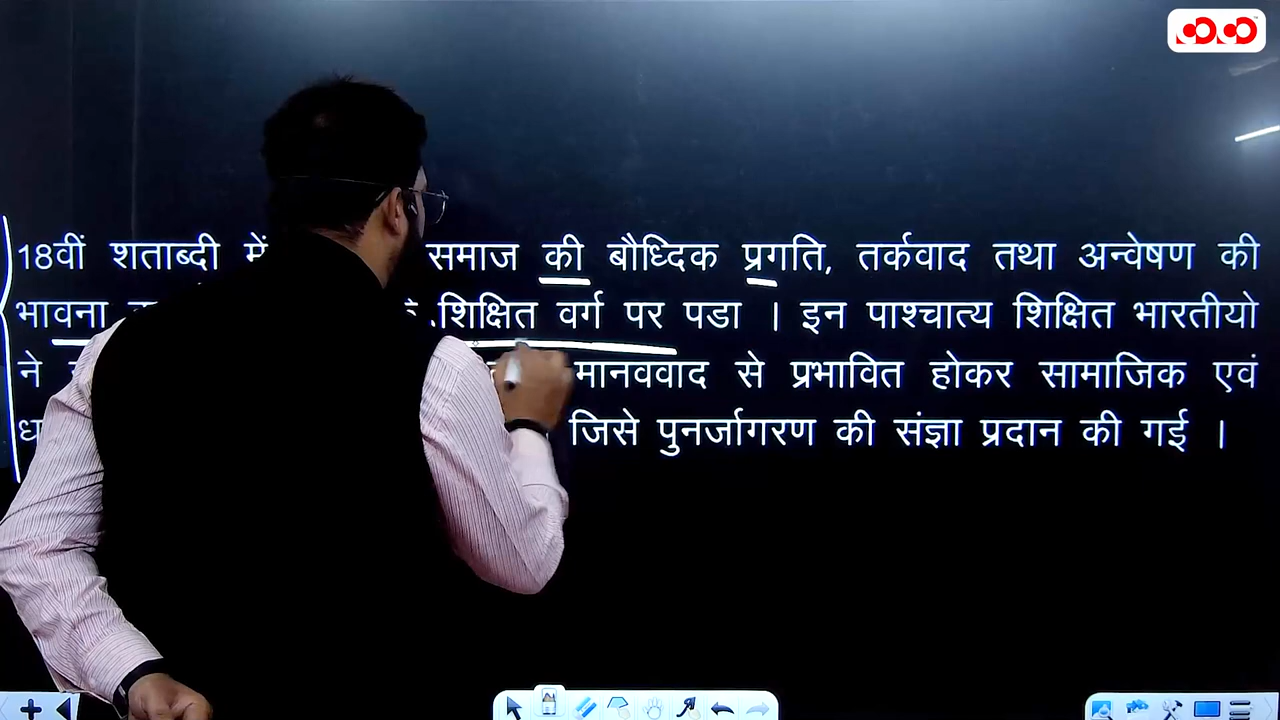 18वीं शताब्दी में समाज की बौध्दिक प्रगति, तर्कवाद तथा अन्वेषण की
भावना शिक्षित वर्ग पर पडा । इन पाश्चात्य शिक्षित भारतीयो
ने मानववाद से प्रभावित होकर सामाजिक एवं
जिसे पुनर्जागरण की संज्ञा प्रदान की गई ।